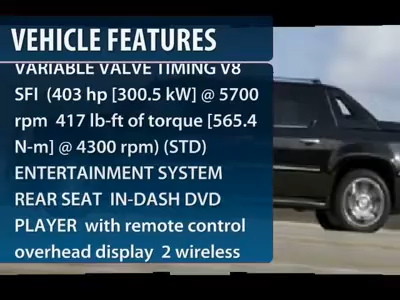 VEHICLE FEATURES
VARIABLE VALVE TIMING V8
SFI (403 hp [300.5 kW] @ 5700
rpm 417 lb-ft of torque [565.4
N-m] @ 4300 rpm) (STD)
ENTERTAINMENT SYSTEM
REAR SEAT IN-DASH DVD
PLAYER with remote control
overhead display 2 wireless